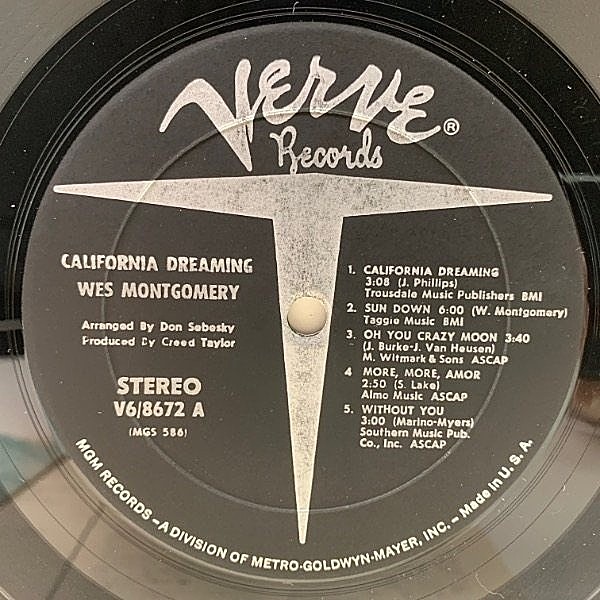 Verve ®
Records
CALIFORNIA DREAMING
WES MONTGOMERY
Arranged By Don Sebesky
Produced By Creed Taylor
STEREO
V6/8672 A
(MGS 586)
1. CALIFORNIA DREAMING
3:08 (J. Phillips)
Trousdale Music Publishers BMI
2. SUN DOWN 6:00 (W. Montgomery)
Taggie Music BMI
3. OH YOU CRAZY MOON 3:40
(J. Burke-J. Van Heusen)
M. Witmark & Sons ASCAP
4 MORE, MORE, AMOR
2:50 (S. Lake)
Almo Music ASCAP
5. WITHOUT YOU
3:00 (Marino-Myers)
Southern Music Pub.
Co., Inc. ASCAP
MGM RECORDS – A DIVISION OF METRO-GOLDWYN-MAYER, INC. – Made in U. S. A.